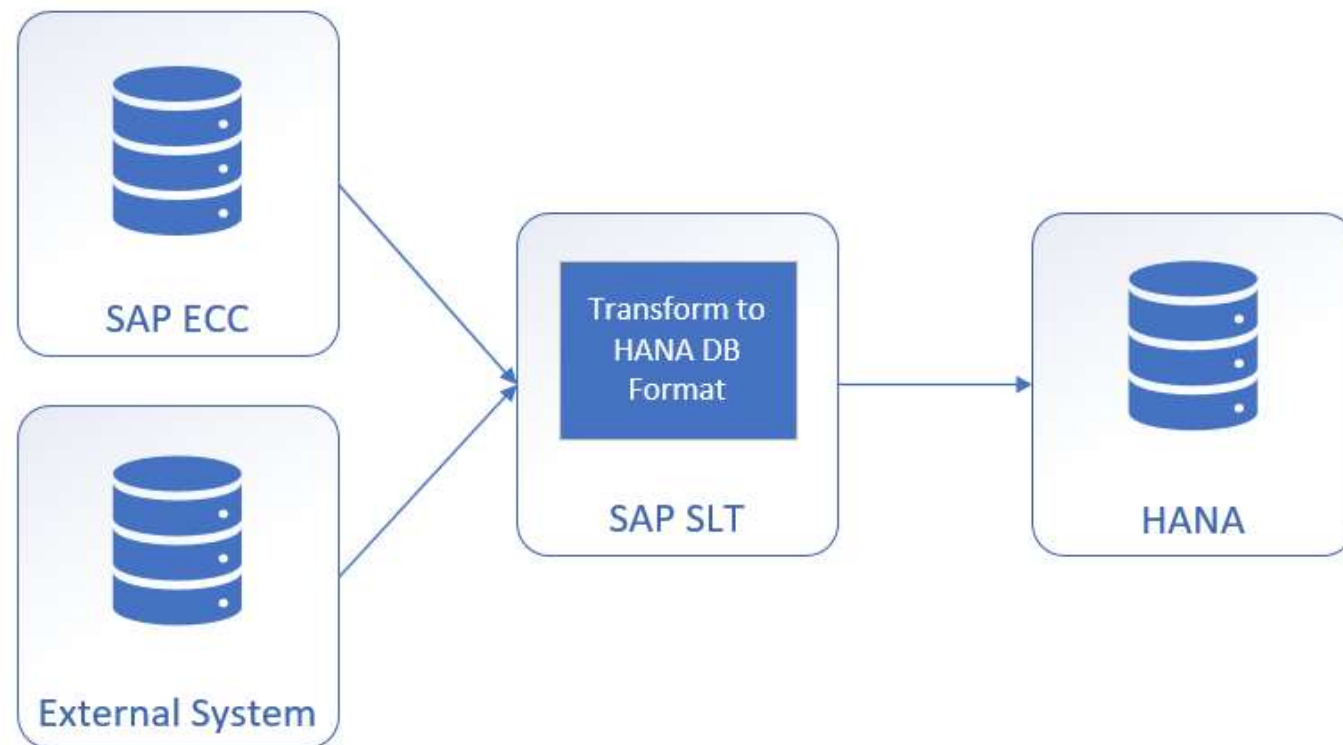 SAP ECC
External System
Transform to
HANA DB
Format
SAP SLT
HANA